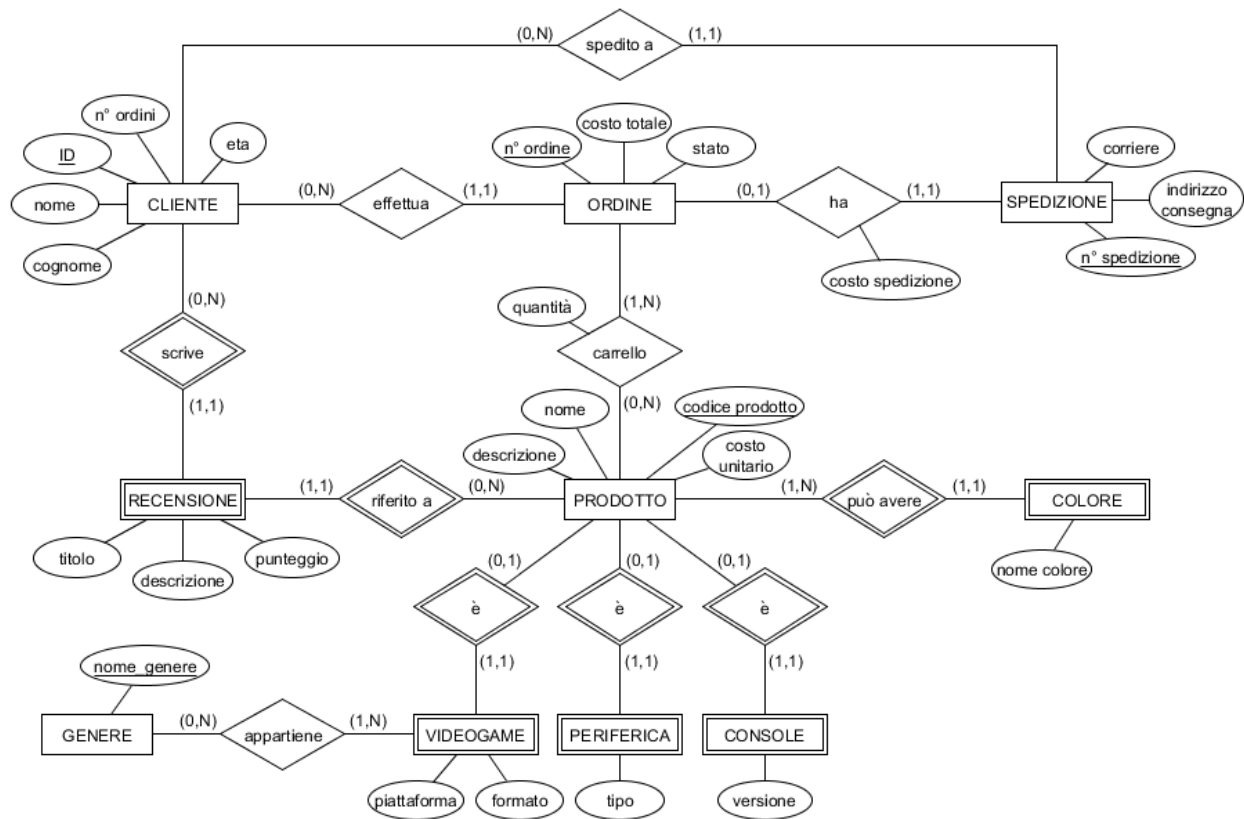 (0,N)
spedito a
(1,1)
n° ordini
ID
eta
nome
CLIENTE
cognome
(0,N)
effettua
(1,1)
costo totale
n° ordine
stato
ORDINE
(0,1)
ha
(1,1)
costo spedizione
corriere
SPEDIZIONE
indirizzo
consegna
n° spedizione
(0,N)
scrive
(1,1)
quantità
(1,N)
carrello
(0,N)
nome
codice prodotto
descrizione
costo
unitario
RECENSIONE
(1,1)
riferito a
(0,N)
PRODOTTO
(1,N)
può avere
(1,1)
COLORE
titolo
descrizione
punteggio
nome colore
(0,1)
(0,1)
(0,1)
è
è
è
(1,1)
(1,1)
(1,1)
nome_genere
GENERE
(0,N)
appartiene
(1,N)
VIDEOGAME
PERIFERICA
CONSOLE
piattaforma
formato
tipo
versione